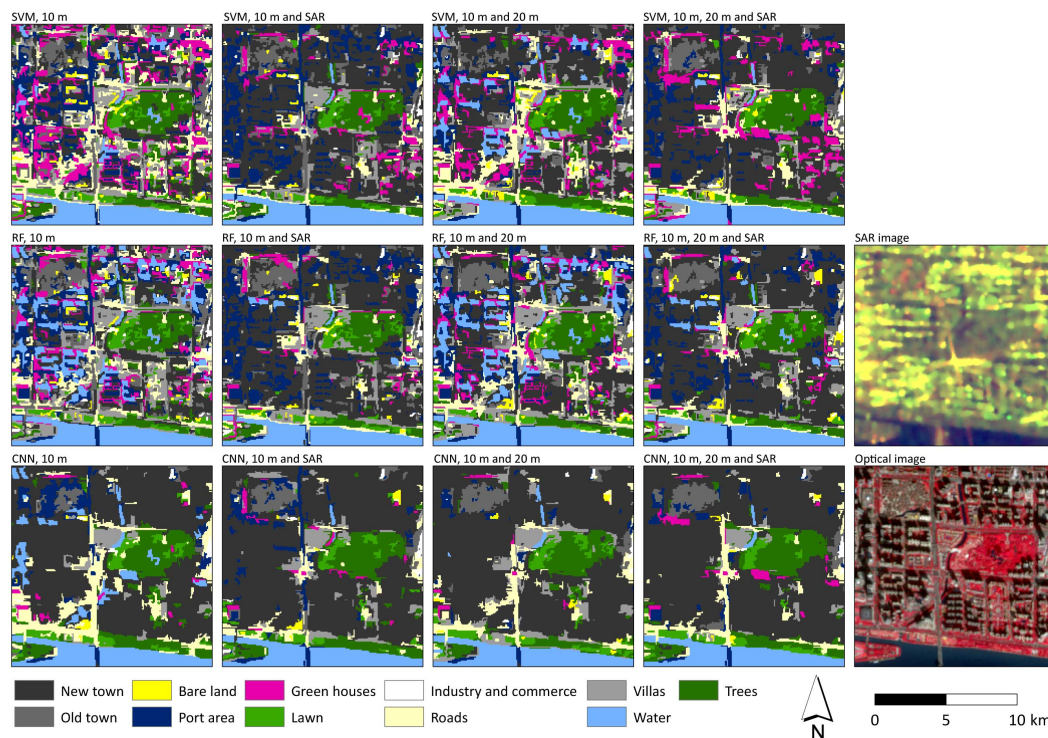 SVM, 10 m
SVM, 10 m and SAR
SVM, 10 m and 20 m
SVM, 10 m, 20 m and SAR
RF, 10 m
RF, 10 m and SAR
RF, 10 m and 20 m
RF, 10 m, 20 m and SAR
SAR image
CNN, 10 m
CNN, 10 m and SAR
CNN, 10 m and 20 m
CNN, 10 m, 20 m and SAR
Optical image
New town
Bare land
Green houses
Industry and commerce
Villas
Trees
Old town
Port area
Lawn
Roads
Water
N
0 5 10 km